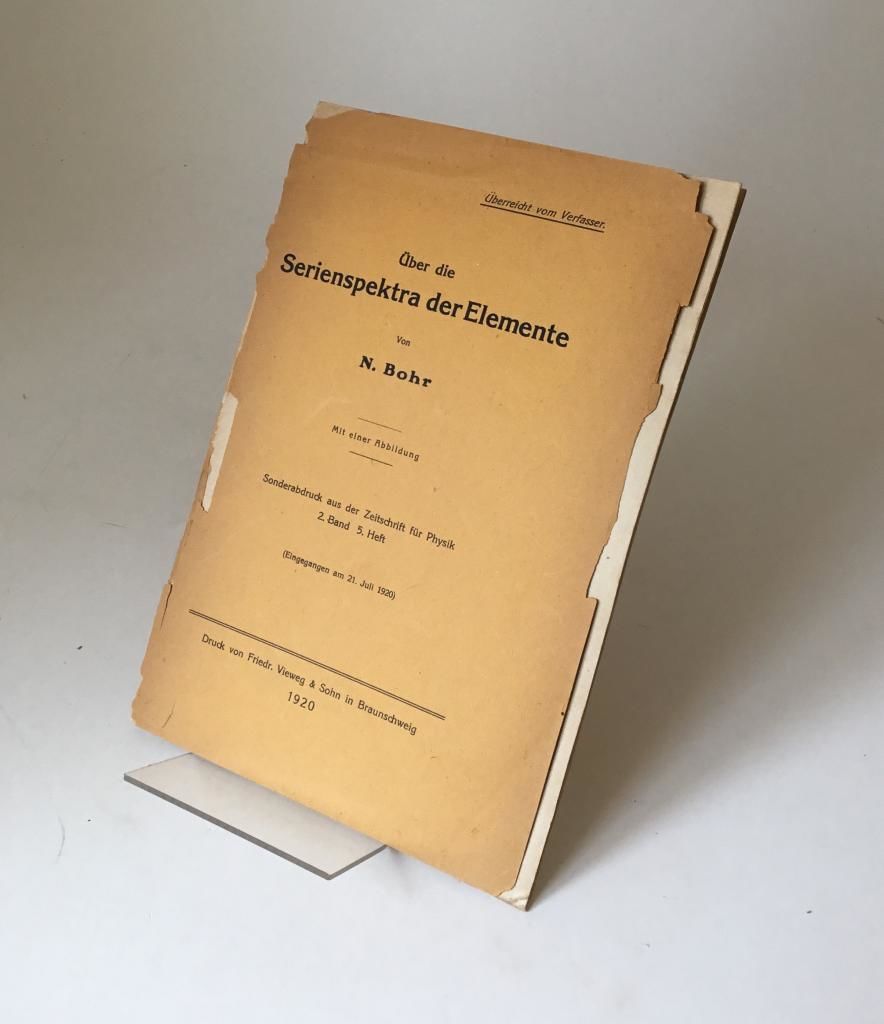 Überreicht vom Verfasser.
Über die
Serienspektra der Elemente
Von
N. Bohr
Mit einer Abbildung
Sonderabdruck aus der Zeitschrift für Physik
2. Band 5. Heft
(Eingegangen am 21. Juli 1920)
Druck von Friedr. Vieweg & Sohn in Braunschweig
1920